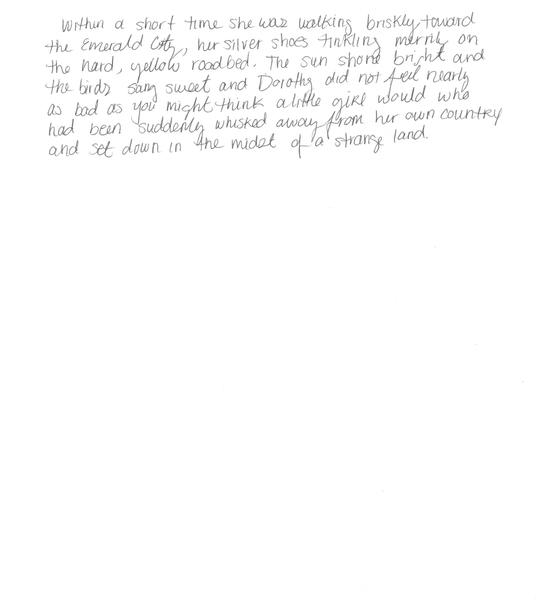 Within a short time she was walking briskly toward
the Emerald City, her silver shoes tinkling merrily on
the hard, yellow roadbed. The sun shone bright and
the birds sang sweet and Dorothy did not feel nearly
as bad as you might think a little girl would who
had been suddenly whisked away from her own country
and set down in the midst of a strange land.